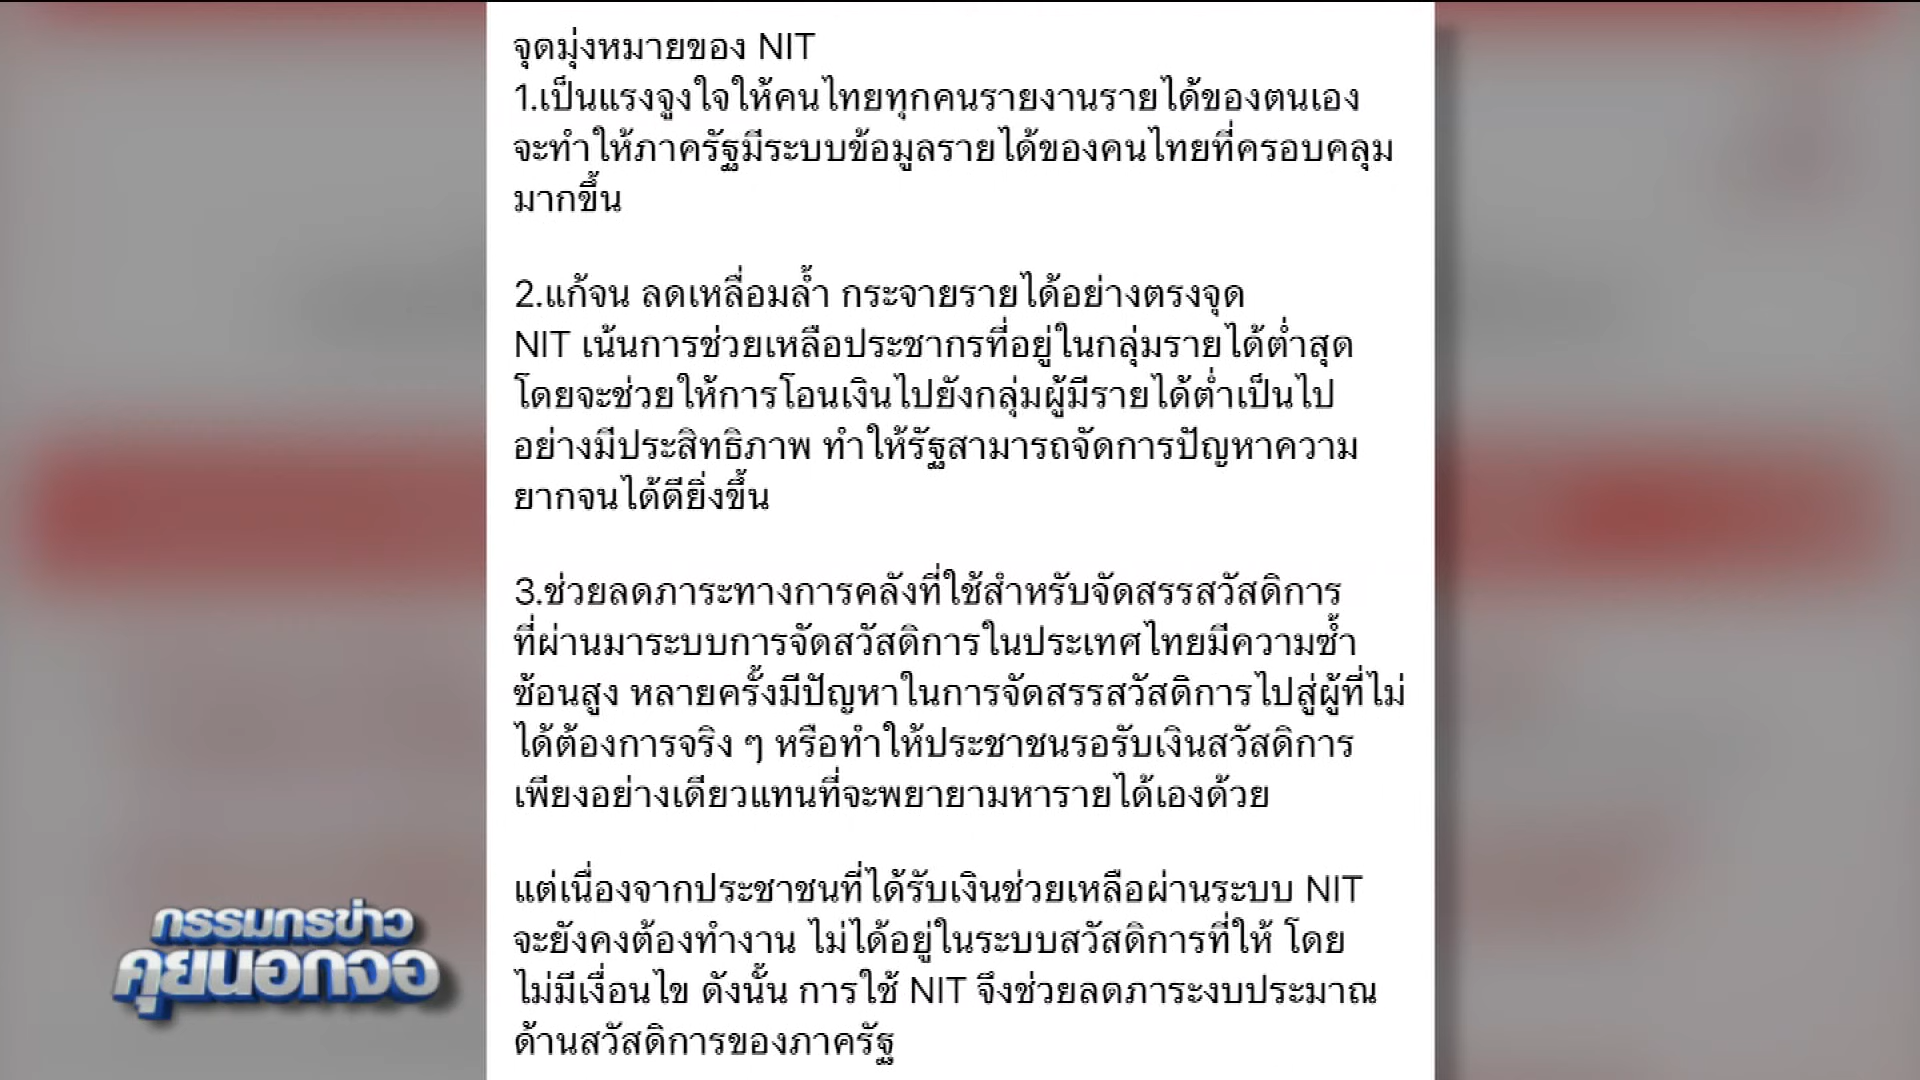 จุดมุ่งหมายของ NIT
1.เป็นแรงจูงใจให้คนไทยทุกคนรายงานรายได้ของตนเอง
จะทำให้ภาครัฐมีระบบข้อมูลรายได้ของคนไทยที่ครอบคลุม
มากขึ้น
2.แก้จน ลดเหลื่อมล้ำ กระจายรายได้อย่างตรงจุด
NIT เน้นการช่วยเหลือประชากรที่อยู่ในกลุ่มรายได้ต่ำสุด
โดยจะช่วยให้การโอนเงินไปยังกลุ่มผู้มีรายได้ต่ำเป็นไป
อย่างมีประสิทธิภาพ ทำให้รัฐสามารถจัดการปัญหาความ
ยากจนได้ดียิ่งขึ้น
3.ช่วยลดภาระทางการคลังที่ใช้สำหรับจัดสรรสวัสดิการ
ที่ผ่านมาระบบการจัดสวัสดิการในประเทศไทยมีความซ้ำ
ซ้อนสูง หลายครั้งมีปัญหาในการจัดสรรสวัสดิการไปสู่ผู้ที่ไม่
ได้ต้องการจริง ๆ หรือทำให้ประชาชนรอรับเงินสวัสดิการ
เพียงอย่างเดียวแทนที่จะพยายามหารายได้เองด้วย
แต่เนื่องจากประชาชนที่ได้รับเงินช่วยเหลือผ่านระบบ NIT
จะยังคงต้องทำงาน ไม่ได้อยู่ในระบบสวัสดิการที่ให้ โดย
ไม่มีเงื่อนไข ดังนั้น การใช้ NIT จึงช่วยลดภาระงบประมาณ
ด้านสวัสดิการของภาครัฐ
กรรมกรข่าว
คุยนอกจอ